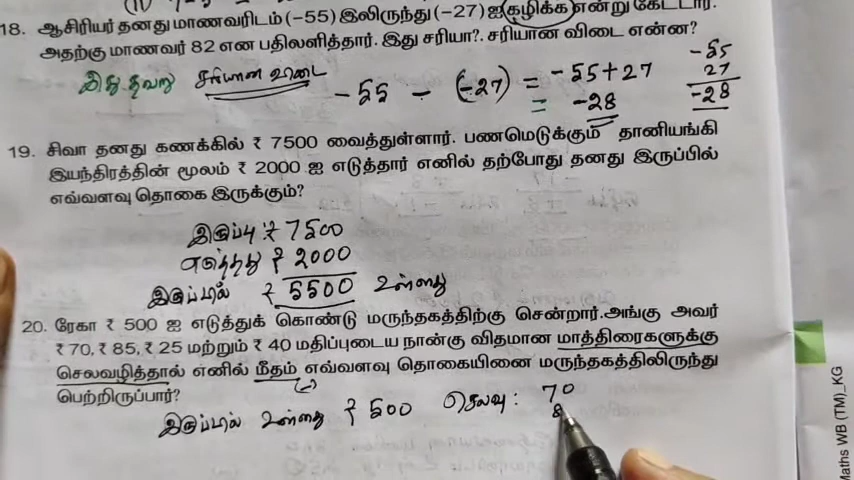 18. ஆசிரியர் தனது மாணவரிடம் (−55) இலிருந்து (−27) ஐ கழிக்க என்று கேட்டார்.
அதற்கு மாணவர் 82 என பதிலளித்தார். இது சரியா?. சரியான விடை என்ன?
இது தவறு சரியான விடை − 55 − (−27) = −55+27
= −28
−55
27
−28
19. சிவா தனது கணக்கில் ₹ 7500 வைத்துள்ளார். பணமெடுக்கும் தானியங்கி
இயந்திரத்தின் மூலம் ₹ 2000 ஐ எடுத்தார் எனில் தற்போது தனது இருப்பில்
எவ்வளவு தொகை இருக்கும்?
இருப்பு : ₹ 7500
எடுத்தது ₹ 2000
இருப்பில் ₹ 5500 உள்ளது
20. ரேகா ₹ 500 ஐ எடுத்துக் கொண்டு மருந்தகத்திற்கு சென்றார்.அங்கு அவர்
₹ 70, ₹ 85, ₹ 25 மற்றும் ₹ 40 மதிப்புடைய நான்கு விதமான மாத்திரைகளுக்கு
செலவழித்தால் எனில் மீதம் எவ்வளவு தொகையினை மருந்தகத்திலிருந்து
பெற்றிருப்பார்?
(−)
இருப்பில் உள்ளது ₹ 500 செலவு : 70
8
Maths WB (TM)_KG